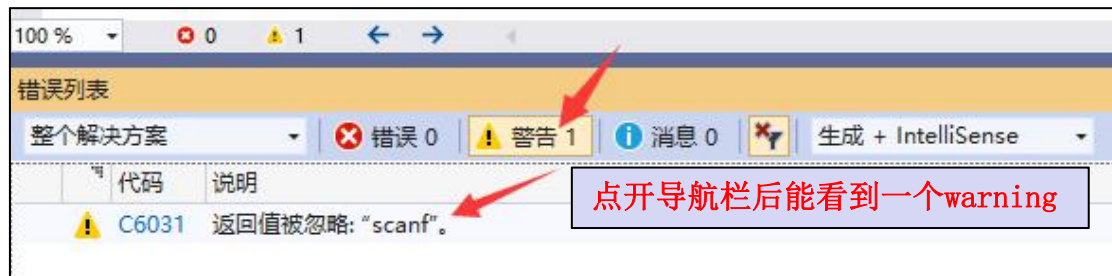 100 % 0 1
错误列表
整个解决方案 错误 0 警告 1 消息 0 生成 + IntelliSense
代码 说明
点开导航栏后能看到一个warning
C6031 返回值被忽略: “scanf”。